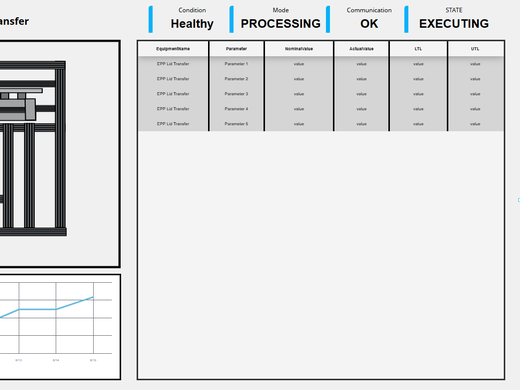 ansfer
Condition Mode Communication STATE
Healthy PROCESSING OK EXECUTING
EquipmentName Parameter NominalValue ActualValue LTL UTL
EPP Lid Transfer Parameter 1 value value value value
EPP Lid Transfer Parameter 2 value value value value
EPP Lid Transfer Parameter 3 value value value value
EPP Lid Transfer Parameter 4 value value value value
EPP Lid Transfer Parameter 5 value value value value